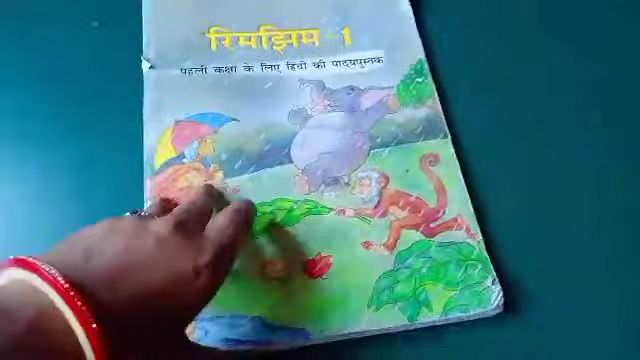 रिमझिम - 1
पहली कक्षा के लिए हिंदी की पाठ्यपुस्तक